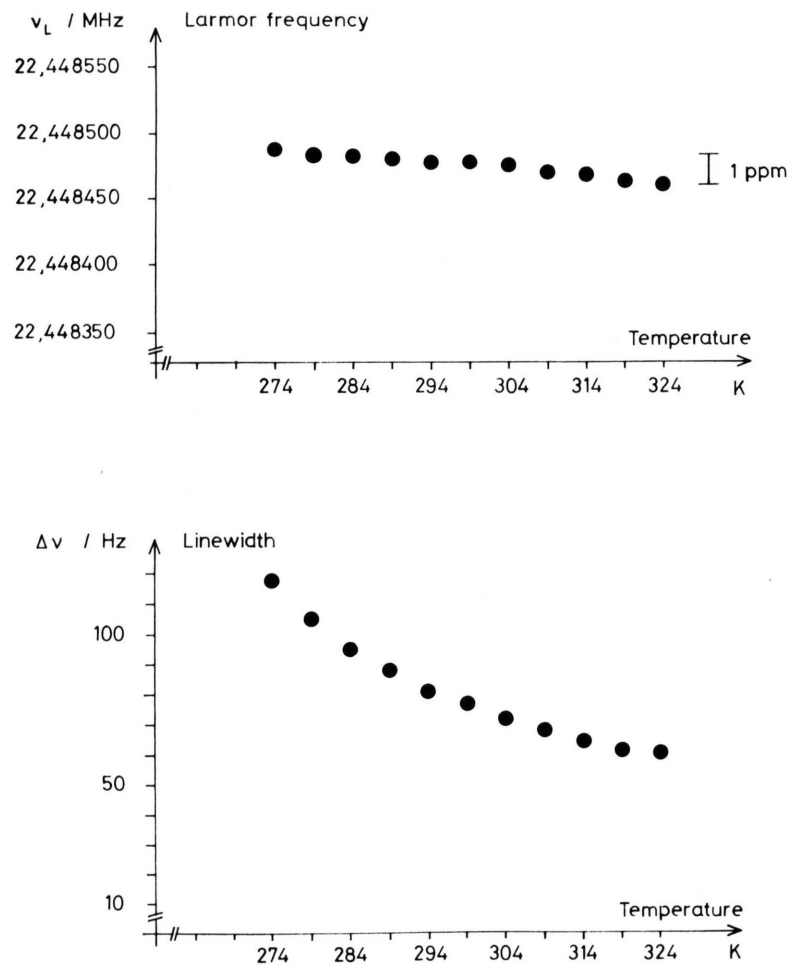 ν_L / MHz Larmor frequency
22,448550
22,448500
1 ppm
22,448450
22,448400
22,448350
Temperature
274 284 294 304 314 324 K
Δν / Hz Linewidth
100
50
10
Temperature
274 284 294 304 314 324 K